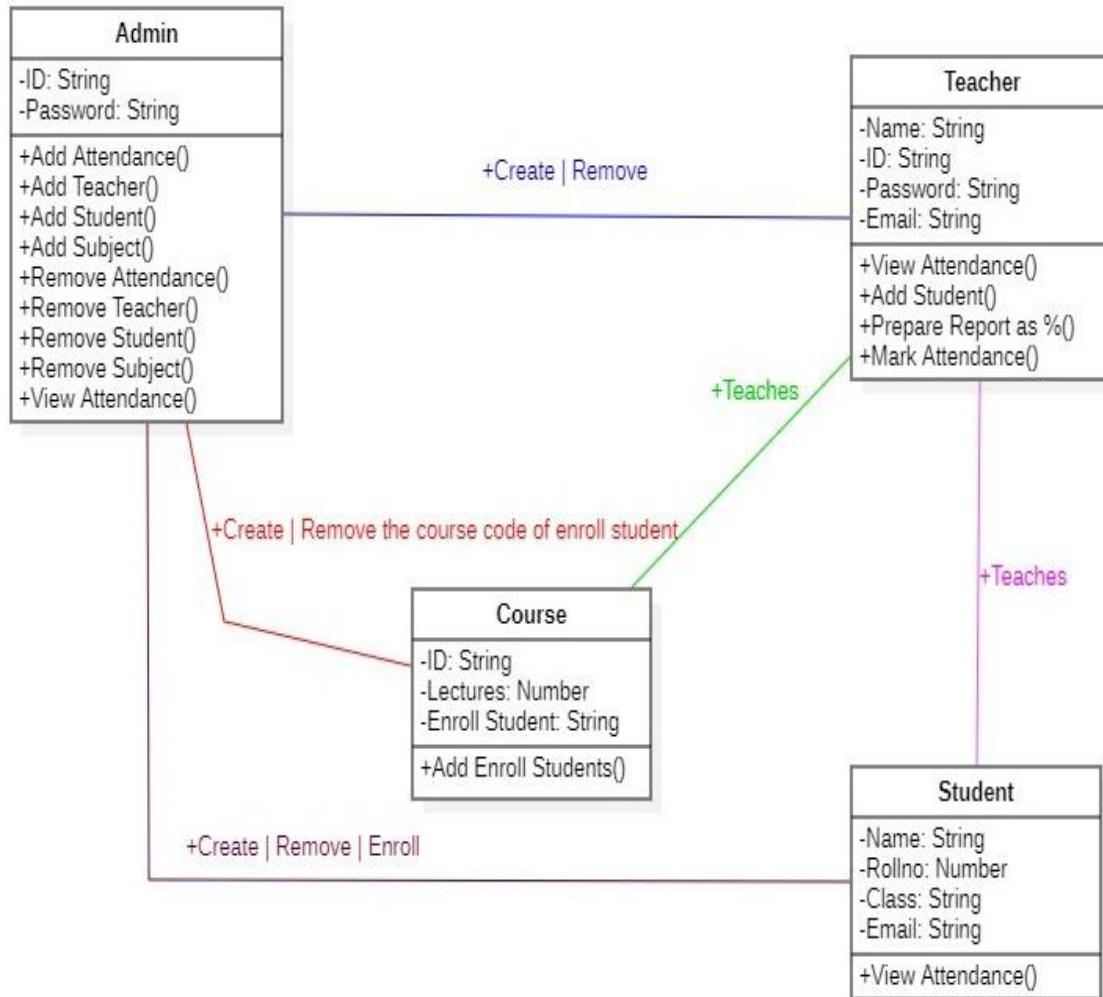 Admin
-ID: String
-Password: String
+Add Attendance()
+Add Teacher()
+Add Student()
+Add Subject()
+Remove Attendance()
+Remove Teacher()
+Remove Student()
+Remove Subject()
+View Attendance()
+Create | Remove
Teacher
-Name: String
-ID: String
-Password: String
-Email: String
+View Attendance()
+Add Student()
+Prepare Report as %()
+Mark Attendance()
+Teaches
+Create | Remove the course code of enroll student
+Teaches
Course
-ID: String
-Lectures: Number
-Enroll Student: String
+Add Enroll Students()
+Create | Remove | Enroll
Student
-Name: String
-Rollno: Number
-Class: String
-Email: String
+View Attendance()